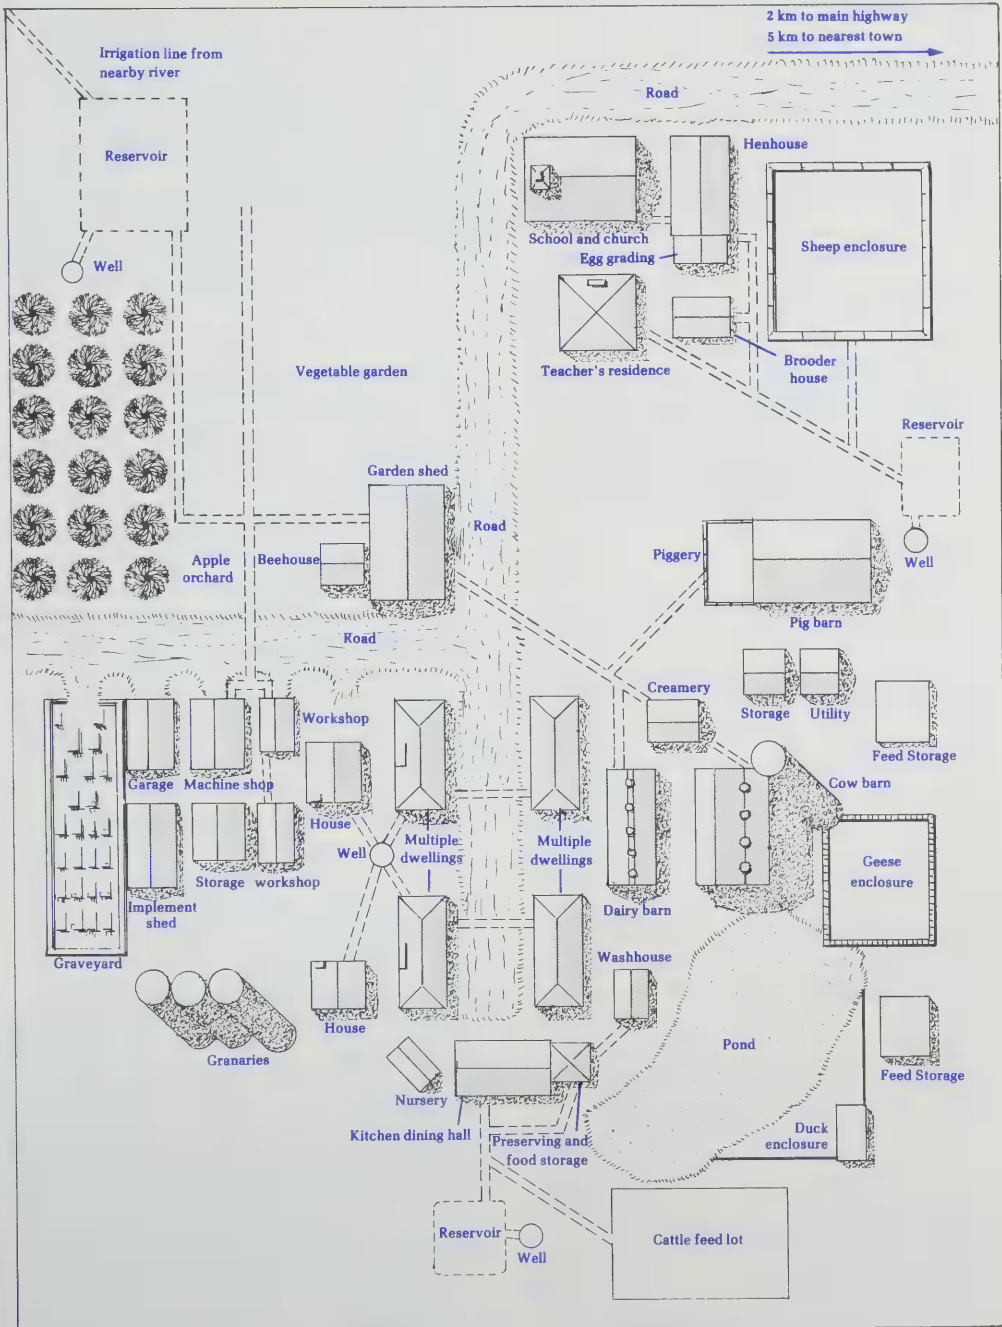 2 km to main highway
5 km to nearest town
Irrigation line from
nearby river
Road
Reservoir
Henhouse
School and church
Egg grading
Sheep enclosure
Well
Vegetable garden
Teacher's residence
Brooder
house
Reservoir
Garden shed
Road
Apple
orchard
Beehouse
Piggery
Well
Pig barn
Road
Creamery
Storage
Utility
Workshop
Feed Storage
Garage
Machine shop
Cow barn
House
Multiple
dwellings
Multiple
dwellings
Well
Geese
enclosure
Storage
workshop
Implement
shed
Dairy barn
Graveyard
Washhouse
House
Granaries
Pond
Nursery
Feed Storage
Kitchen dining hall
Preserving and
food storage
Duck
enclosure
Reservoir
Well
Cattle feed lot